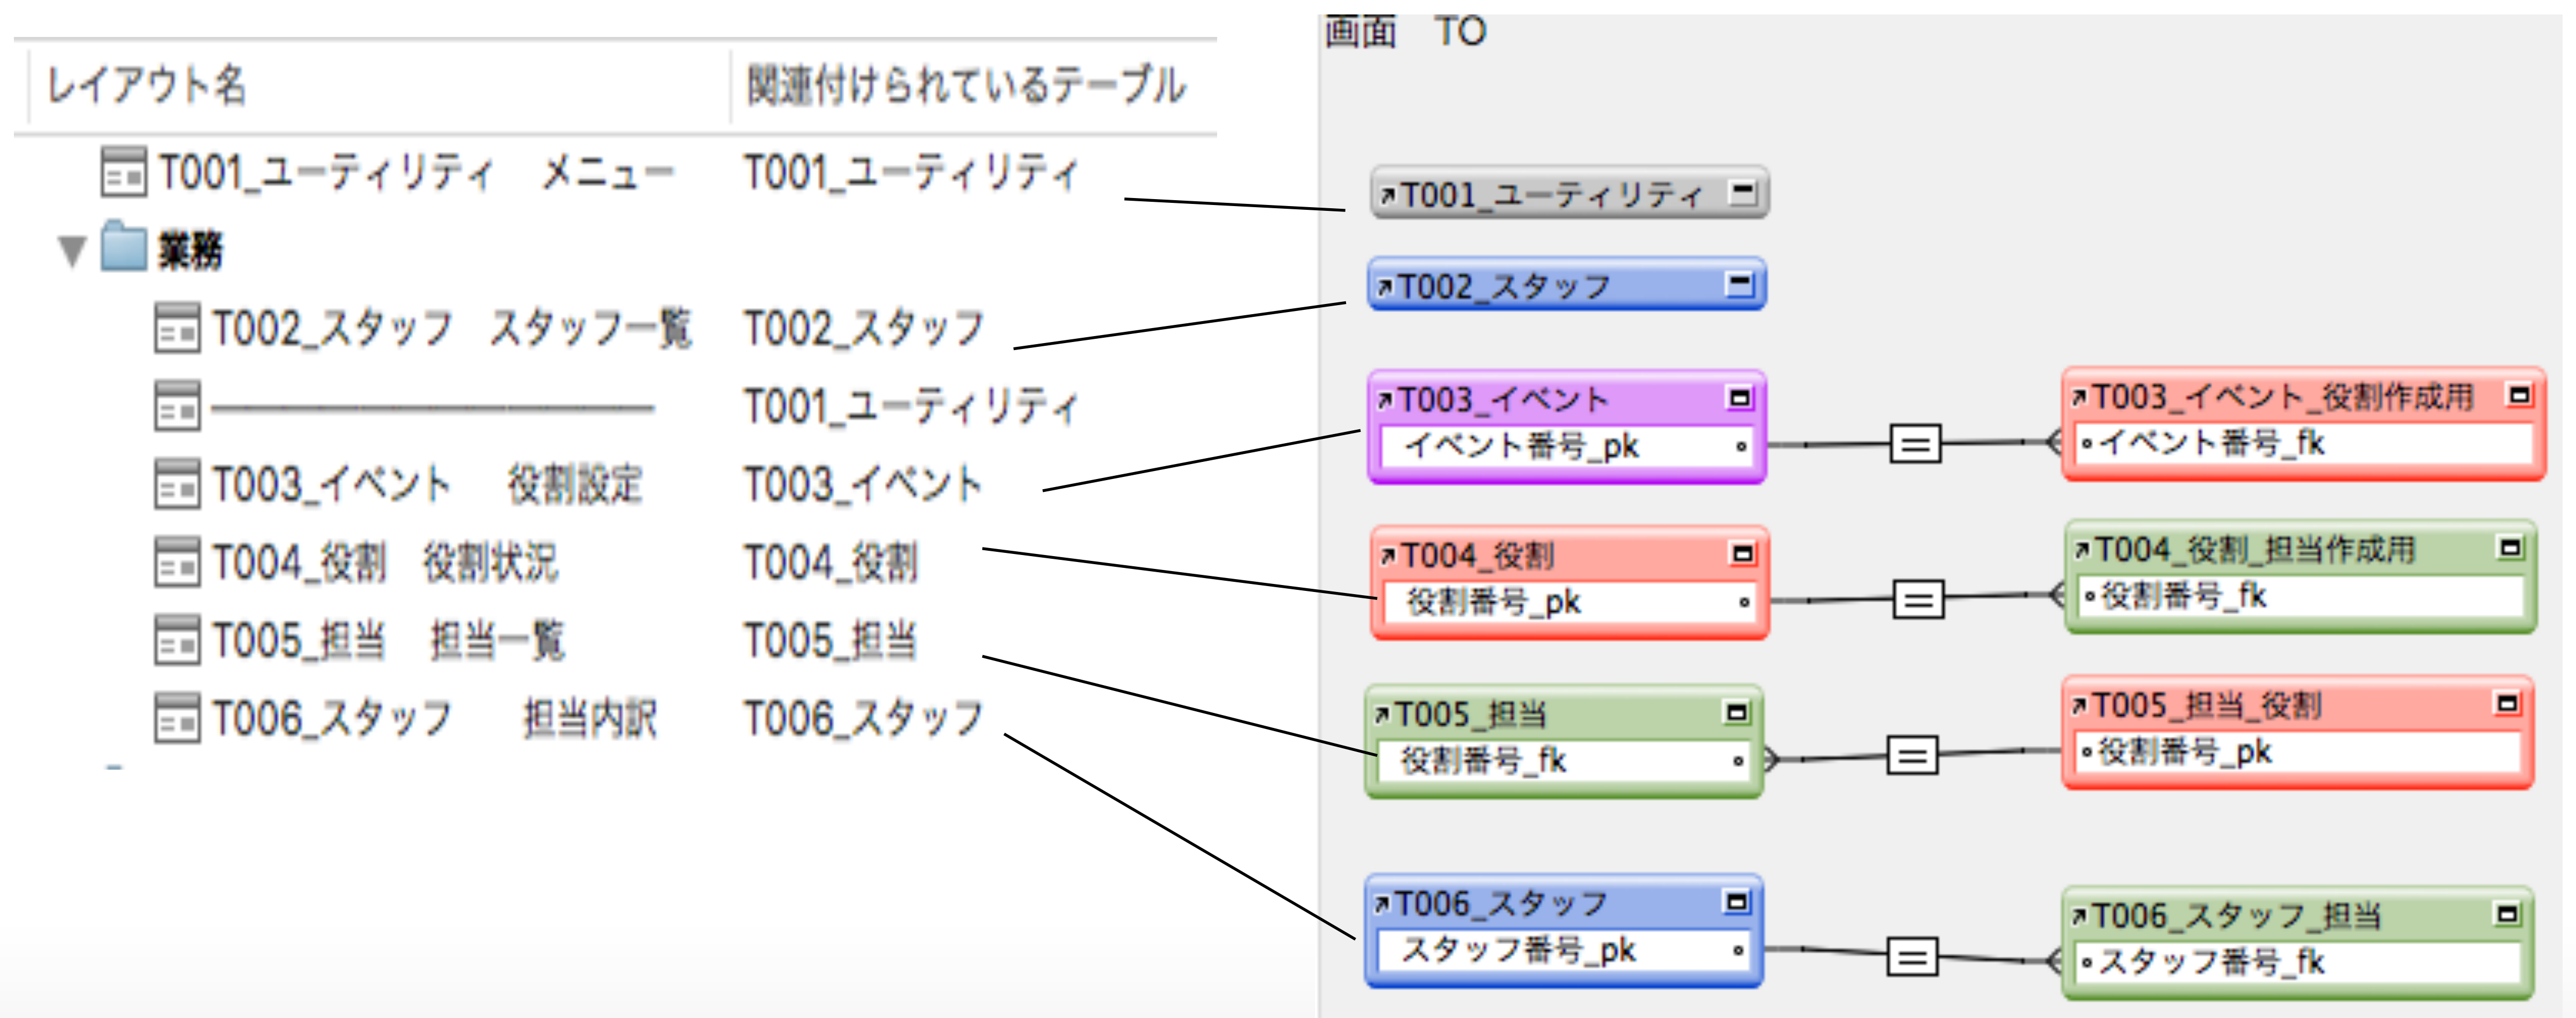 レイアウト名 関連付けられているテーブル
T001_ユーティリティ メニュー T001_ユーティリティ
業務
T002_スタッフ スタッフ一覧 T002_スタッフ
————————————— T001_ユーティリティ
T003_イベント 役割設定 T003_イベント
T004_役割 役割状況 T004_役割
T005_担当 担当一覧 T005_担当
T006_スタッフ 担当内訳 T006_スタッフ
画面 TO
T001_ユーティリティ
T002_スタッフ
T003_イベント
イベント番号_pk
=
T003_イベント_役割作成用
イベント番号_fk
T004_役割
役割番号_pk
=
T004_役割_担当作成用
役割番号_fk
T005_担当
役割番号_fk
=
T005_担当_役割
役割番号_pk
T006_スタッフ
スタッフ番号_pk
=
T006_スタッフ_担当
スタッフ番号_fk